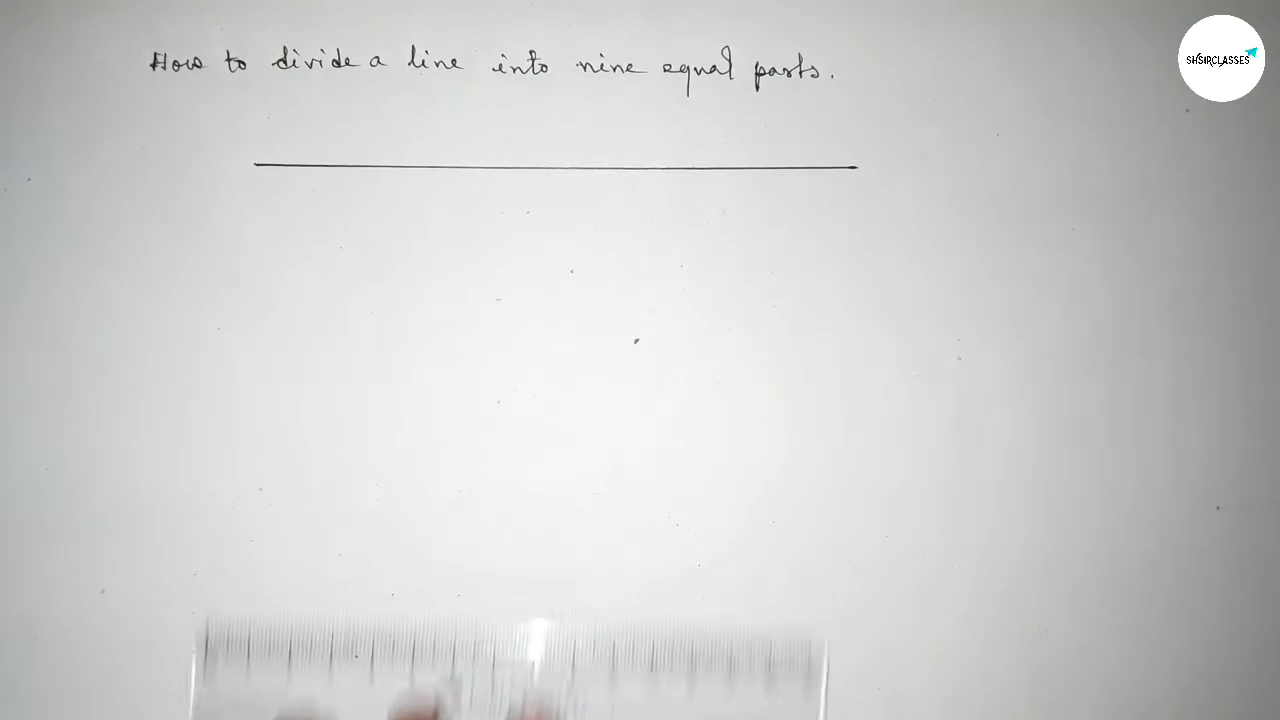 How to divide a line into nine equal parts.
SHSIRCLASSES